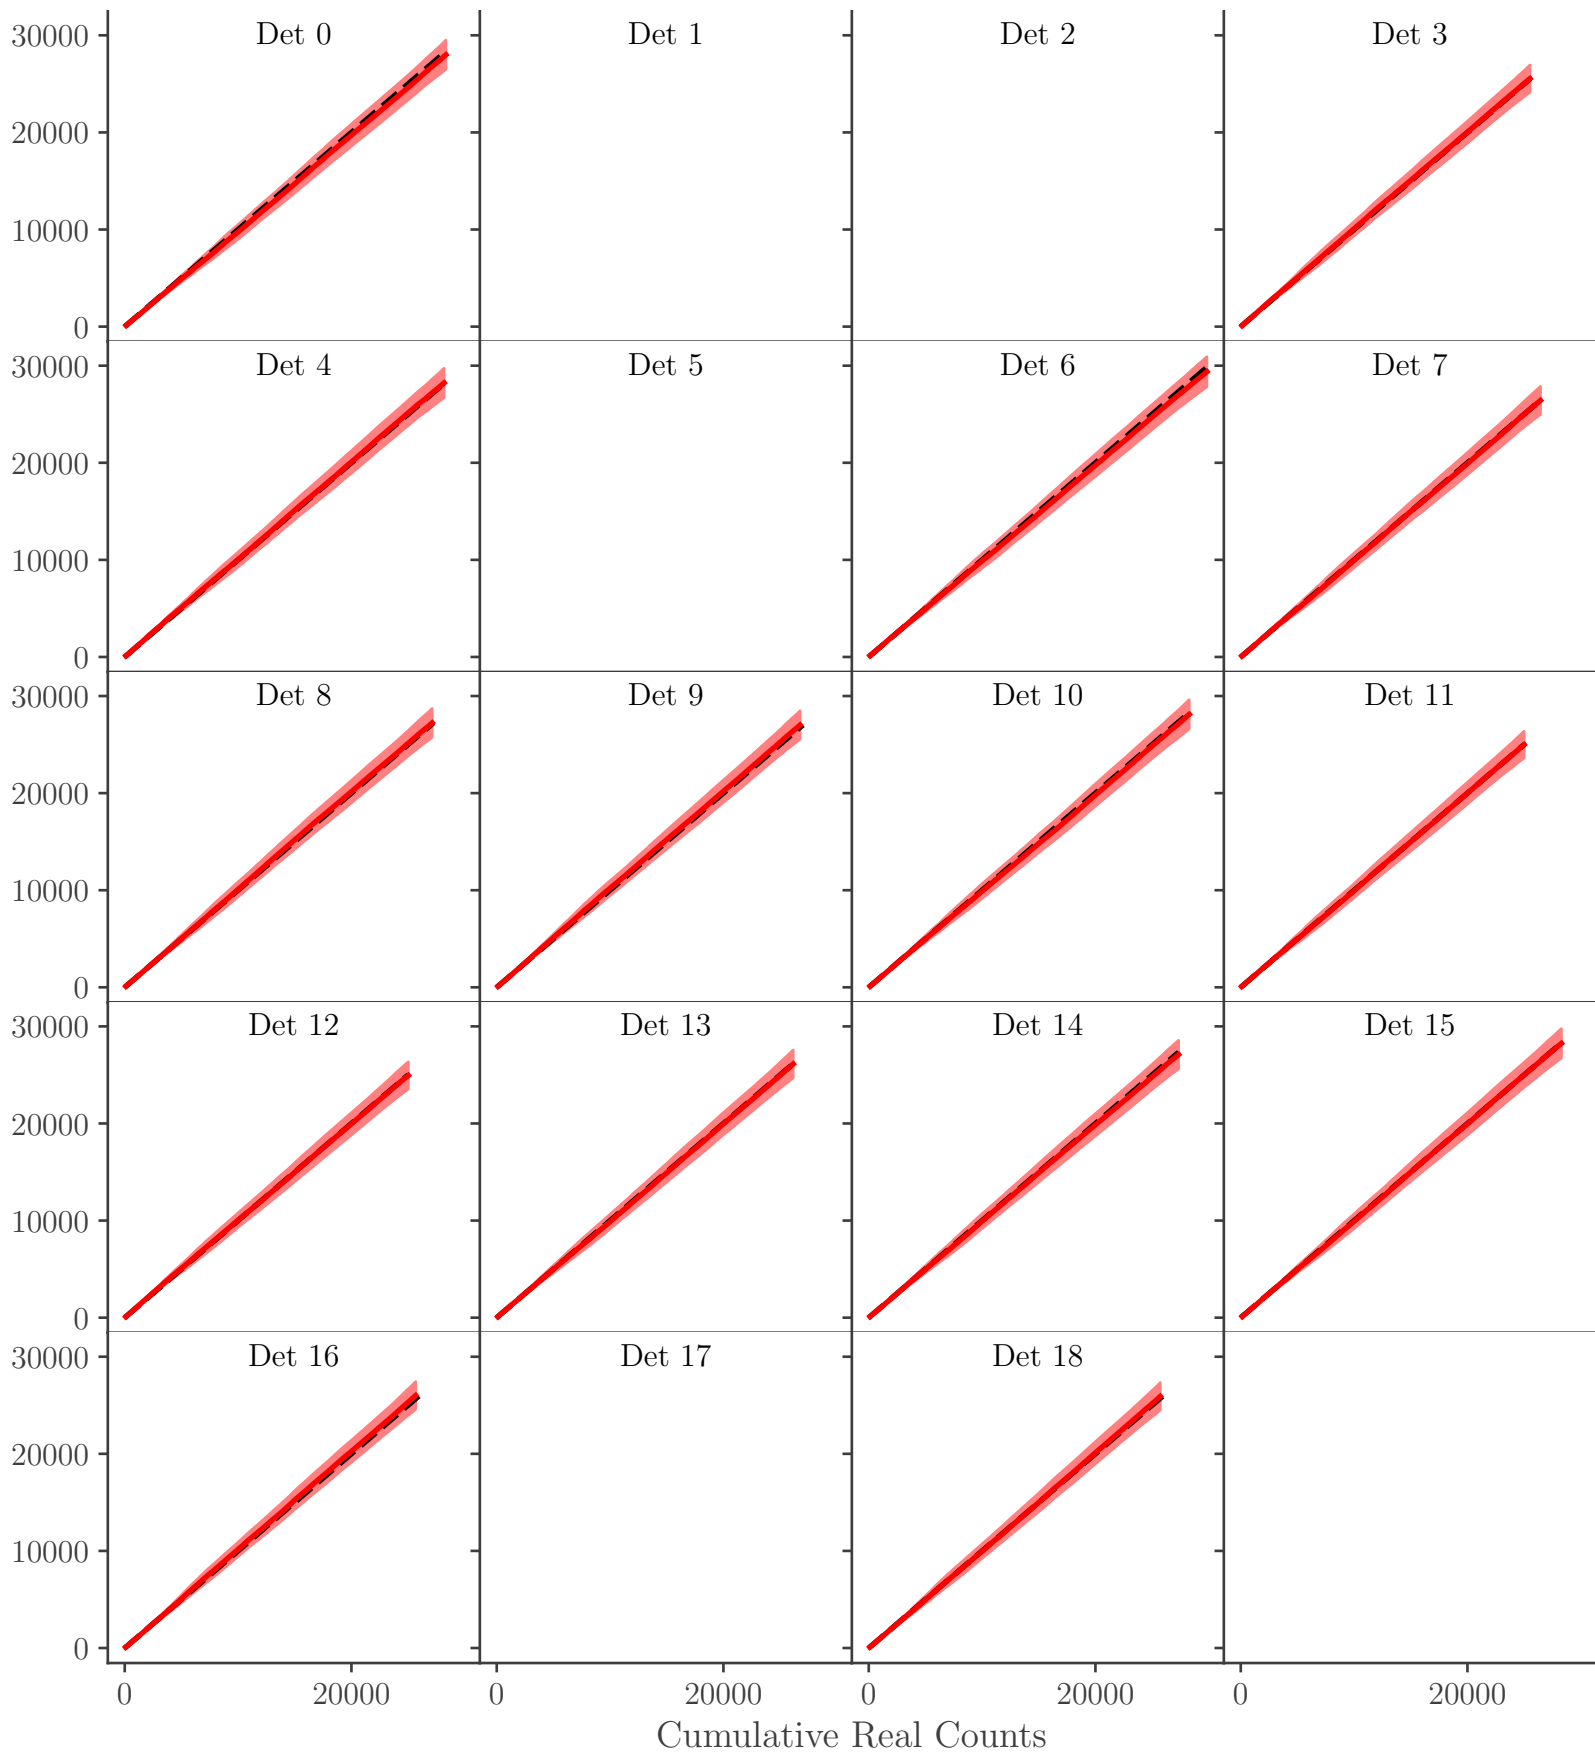 30000 Det 0 Det 1 Det 2 Det 3
20000
10000
0
30000 Det 4 Det 5 Det 6 Det 7
20000
10000
0
30000 Det 8 Det 9 Det 10 Det 11
20000
10000
0
30000 Det 12 Det 13 Det 14 Det 15
20000
10000
0
30000 Det 16 Det 17 Det 18
20000
10000
0
0 20000 0 20000 0 20000 0 20000
Cumulative Real Counts